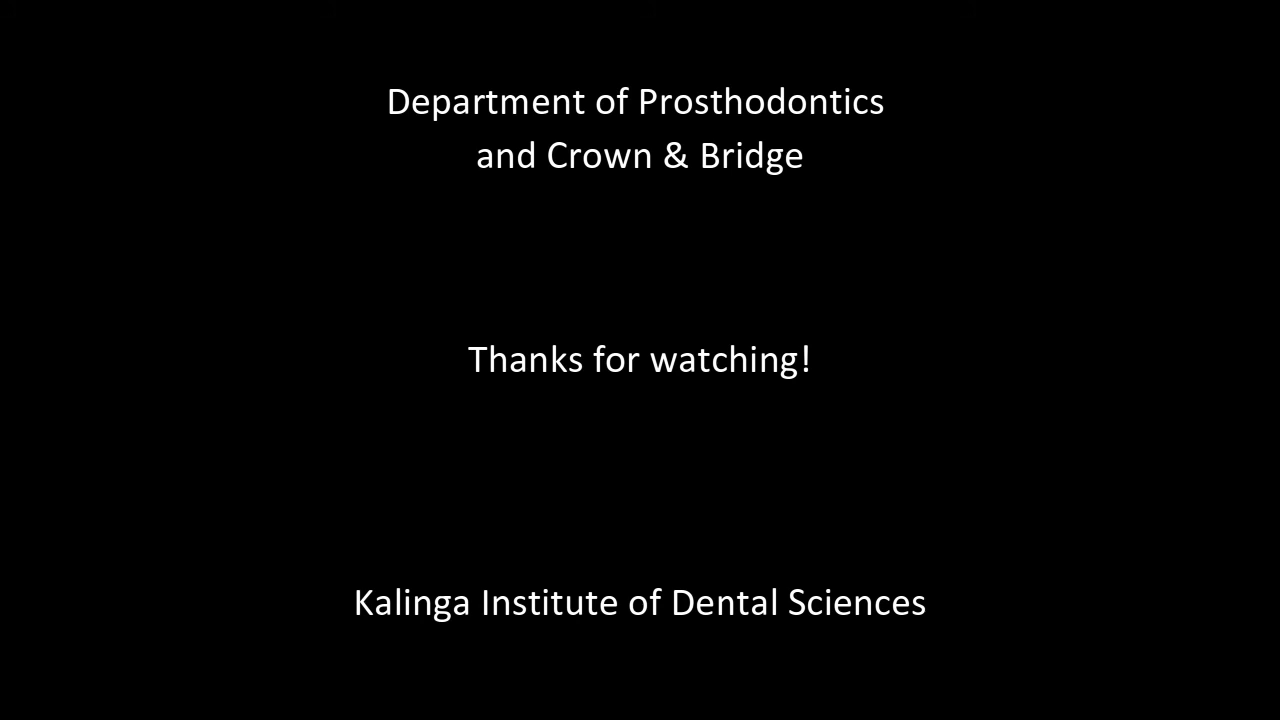 Department of Prosthodontics
and Crown & Bridge
Thanks for watching!
Kalinga Institute of Dental Sciences